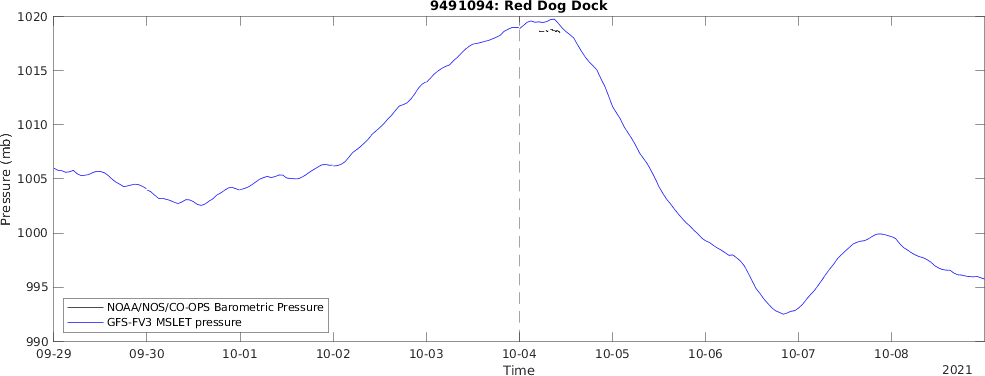 9491094: Red Dog Dock
1020
1015
1010
1005
1000
995
990
Pressure (mb)
NOAA/NOS/CO-OPS Barometric Pressure
GFS-FV3 MSLET pressure
09-29 09-30 10-01 10-02 10-03 10-04 10-05 10-06 10-07 10-08
Time
2021